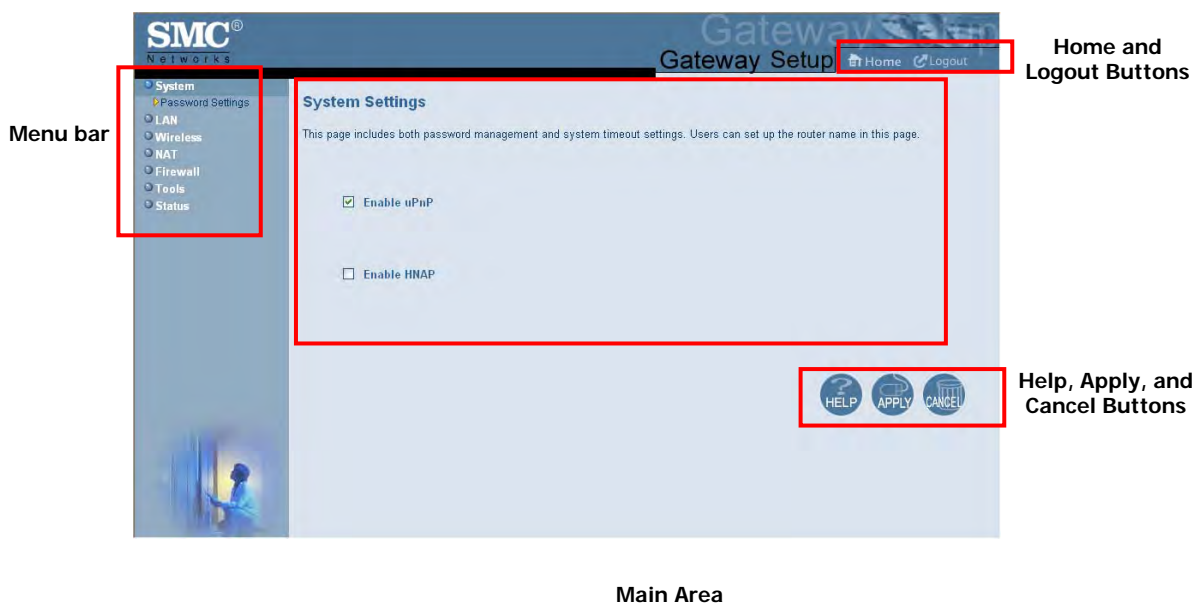 SMC®
Networks
Gateway Setup
Gateway Setup
Home Logout
Home and
Logout Buttons
Menu bar
System
Password Settings
LAN
Wireless
NAT
Firewall
Tools
Status
System Settings
This page includes both password management and system timeout settings. Users can set up the router name in this page.
Enable uPnP
Enable HNAP
HELP APPLY CANCEL
Help, Apply, and
Cancel Buttons
Main Area